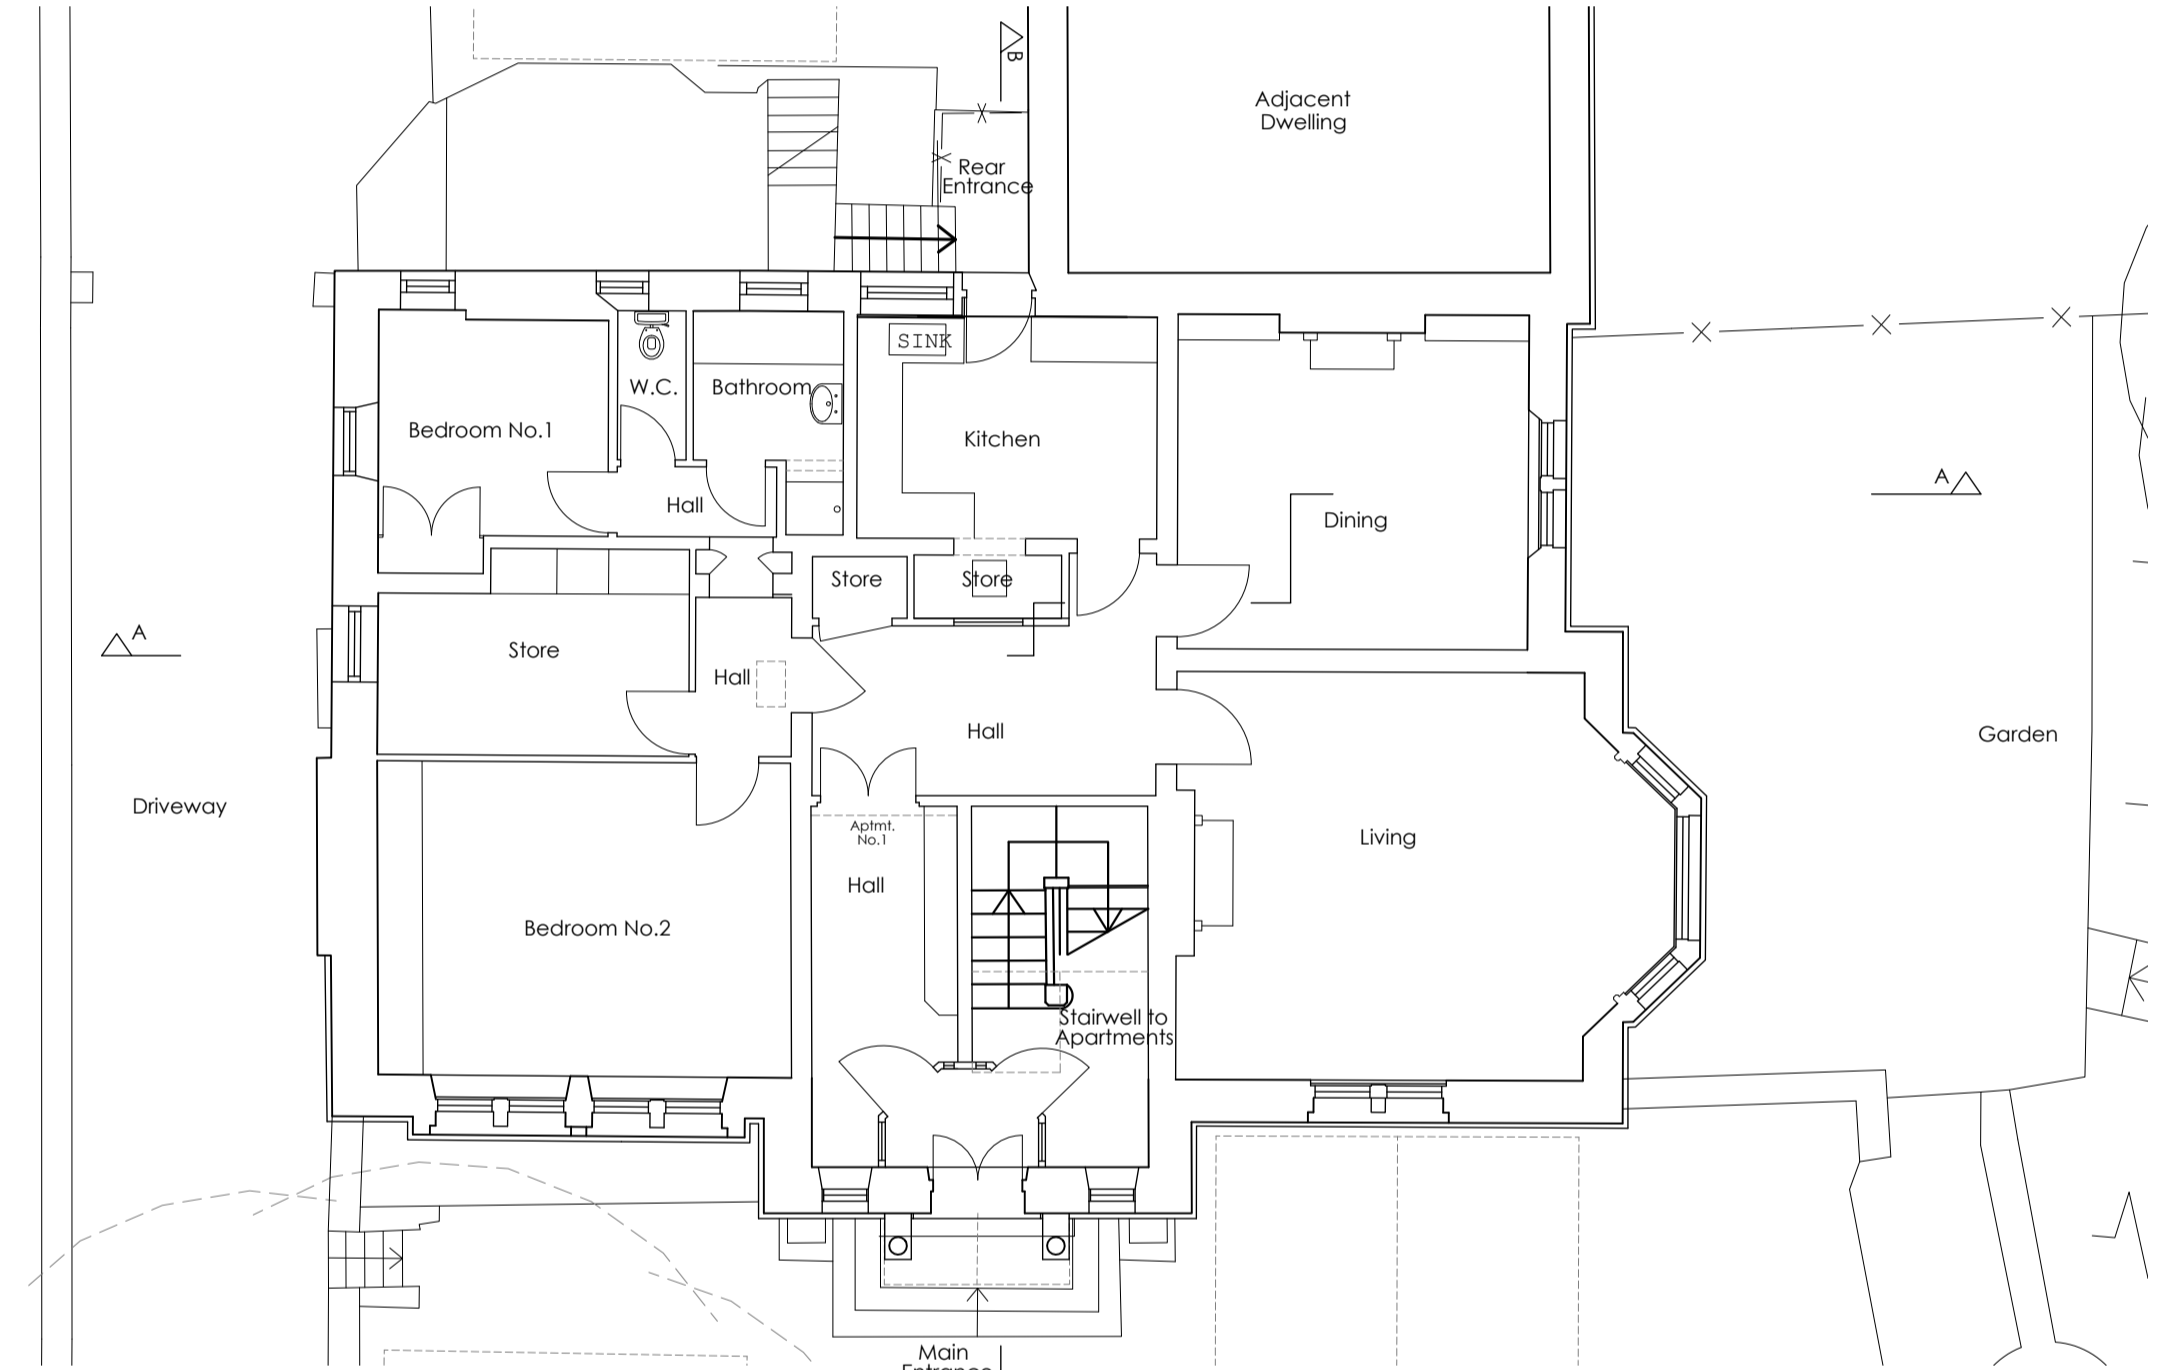 B
Adjacent
Dwelling
Rear
Entrance
SINK
W.C.
Bathroom
Bedroom No.1
Kitchen
A
Hall
Dining
Store
Store
A
Store
Hall
Hall
Garden
Driveway
Aptmt.
No.1
Living
Hall
Bedroom No.2
Stairwell to
Apartments
Main
Entrance